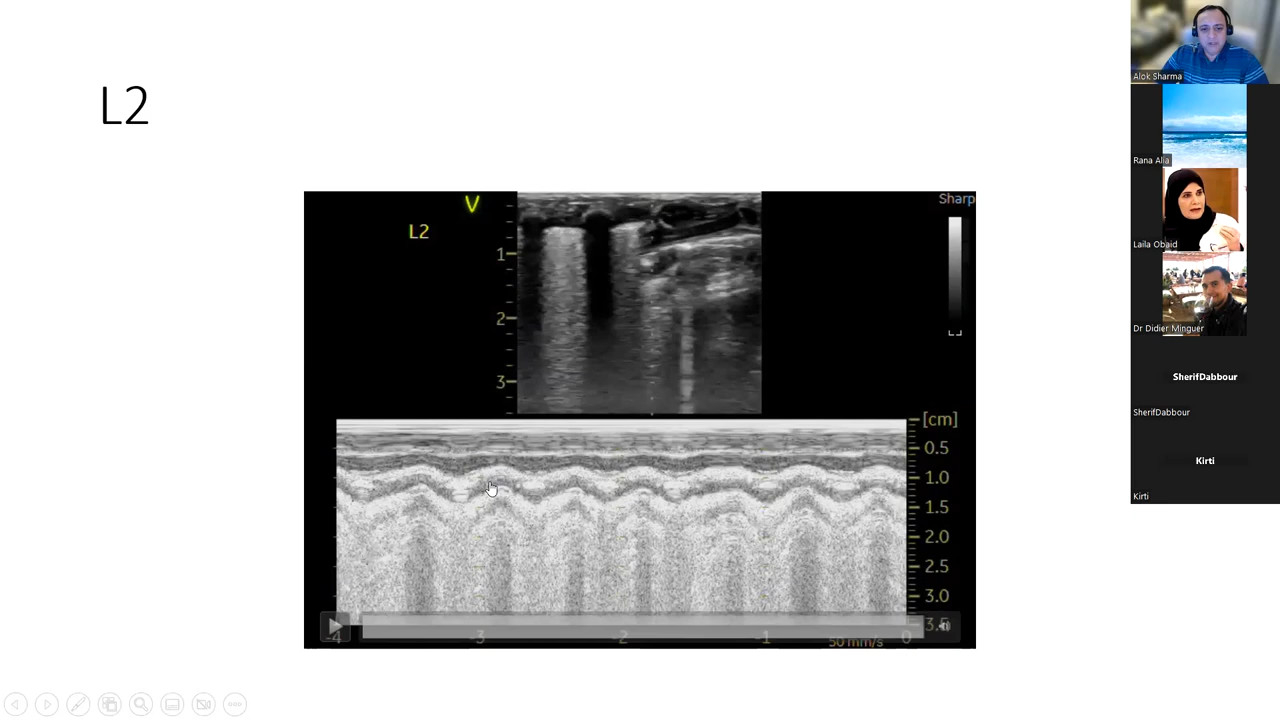 L2
V
L2
Sharp
1
2
3
[cm]
0.5
1.0
1.5
2.0
2.5
3.0
3.5
-4
-3
-2
-1
50 mm/s
0
Alok Sharma
Rana Alia
Laila Obaid
Dr Didier Minguer
SherifDabbour
SherifDabbour
Kirti
Kirti